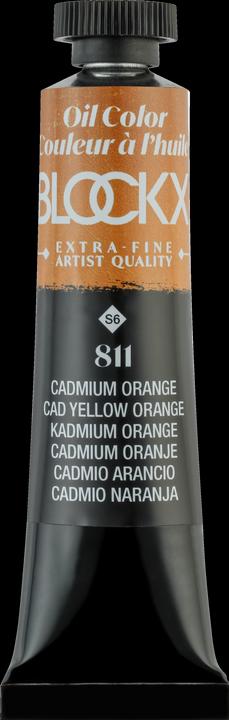 Oil Color
Couleur à l'huile
BLOCKX
EXTRA-FINE
ARTIST QUALITY
S6
811
CADMIUM ORANGE
CAD YELLOW ORANGE
KADMIUM ORANGE
CADMIUM ORANJE
CADMIO ARANCIO
CADMIO NARANJA